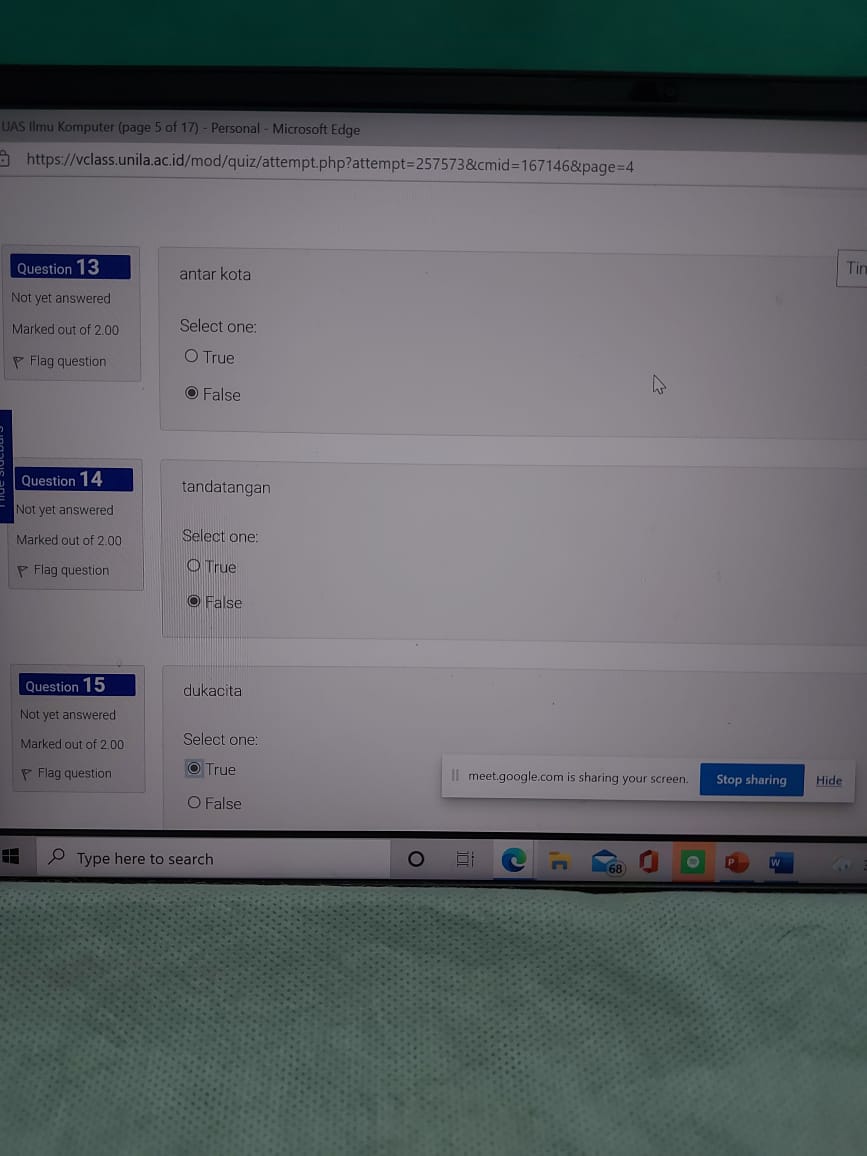 UAS Ilmu Komputer (page 5 of 17) - Personal - Microsoft Edge
https://vclass.unila.ac.id/mod/quiz/attempt.php?attempt=257573&cmid=167146&page=4
Question 13
Not yet answered
Marked out of 2.00
Flag question
antar kota
Select one:
True
False
Tin
Hide sidebars
Question 14
Not yet answered
Marked out of 2.00
Flag question
tandatangan
Select one:
True
False
Question 15
Not yet answered
Marked out of 2.00
Flag question
dukacita
Select one:
True
False
meet.google.com is sharing your screen.
Stop sharing
Hide
Type here to search
68
P
W